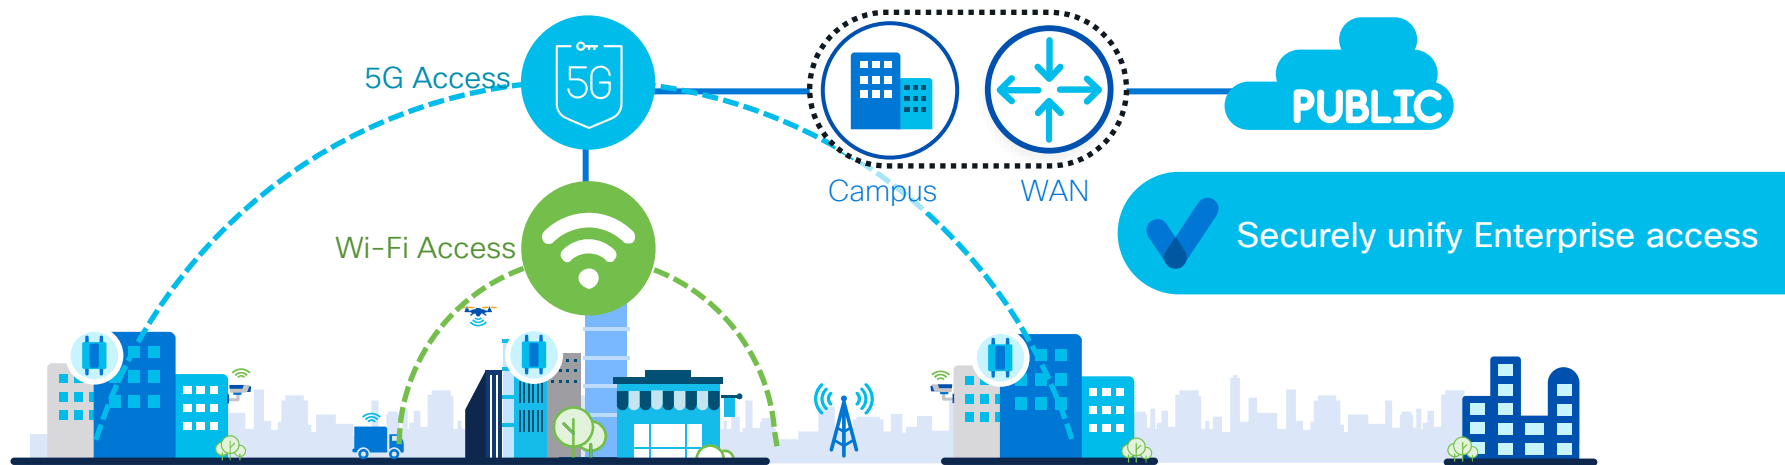 5G Access
5G
PUBLIC
Campus
WAN
Wi-Fi Access
Securely unify Enterprise access